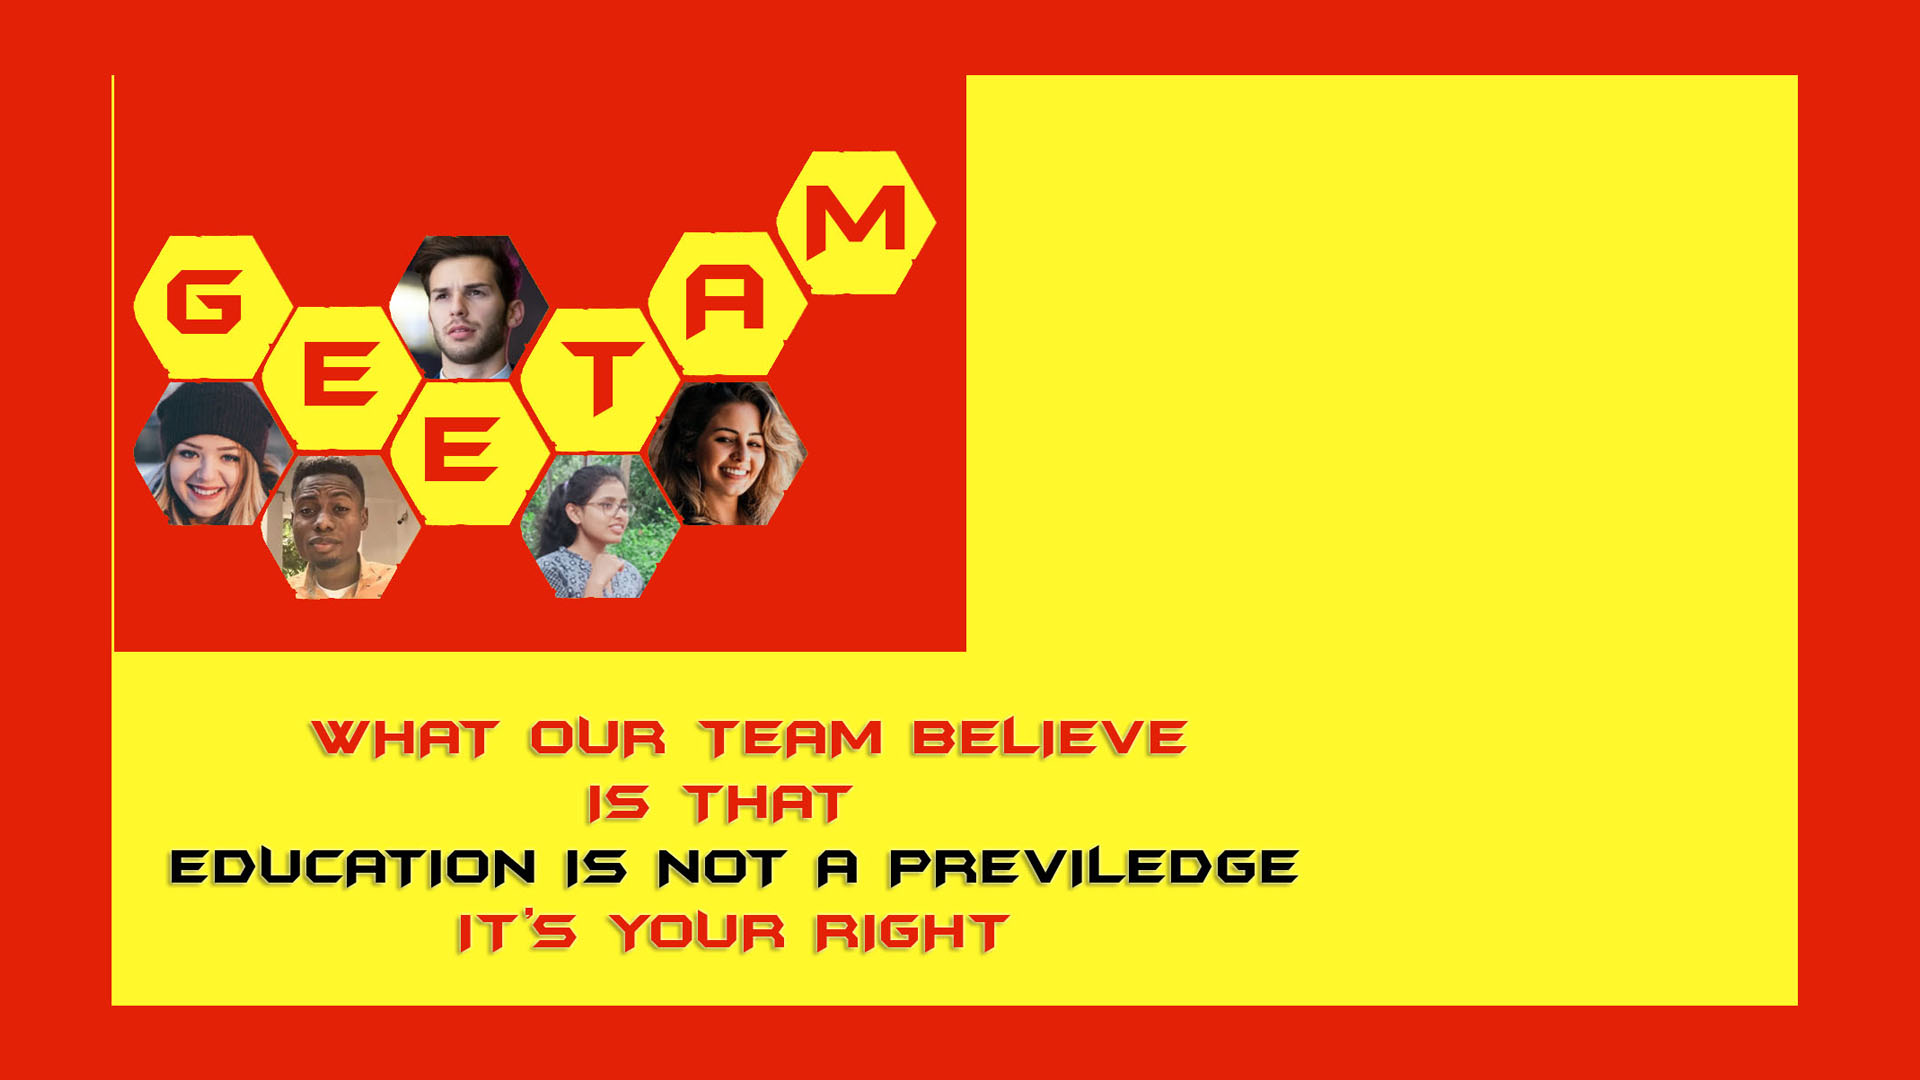 GEETAM
WHAT OUR TEAM BELIEVE
IS THAT
EDUCATION IS NOT A PREVILEDGE
IT'S YOUR RIGHT